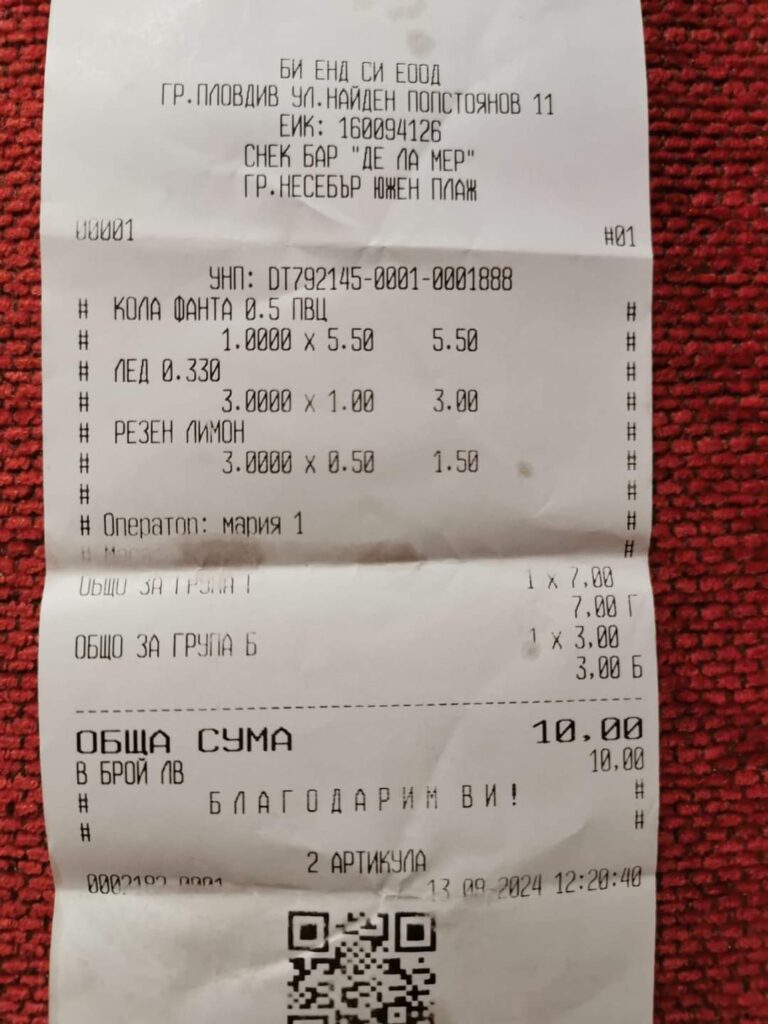 БИ ЕНД СИ ЕООД
ГР.ПЛОВДИВ УЛ.НАЙДЕН ПОПСТОЯНОВ 11
ЕИК: 160094126
СНЕК БАР "ДЕ ЛА МЕР"
ГР.НЕСЕБЪР ЮЖЕН ПЛАЖ
00001 #01
УНП: DT792145-0001-0001888
# КОЛА ФАНТА 0.5 ПВЦ #
# 1.0000 x 5.50 5.50 #
# ЛЕД 0.330 #
# 3.0000 x 1.00 3.00 #
# РЕЗЕН ЛИМОН #
# 3.0000 x 0.50 1.50 #
# #
# Оператор: мария 1 #
# #
ОБЩО ЗА ГРУПА Г 1 x 7,00
7,00 Г
ОБЩО ЗА ГРУПА Б 1 x 3,00
3,00 Б
ОБЩА СУМА 10,00
В БРОЙ ЛВ 10,00
# БЛАГОДАРИМ ВИ! #
# #
2 АРТИКУЛА
13-09-2024 12:20:40